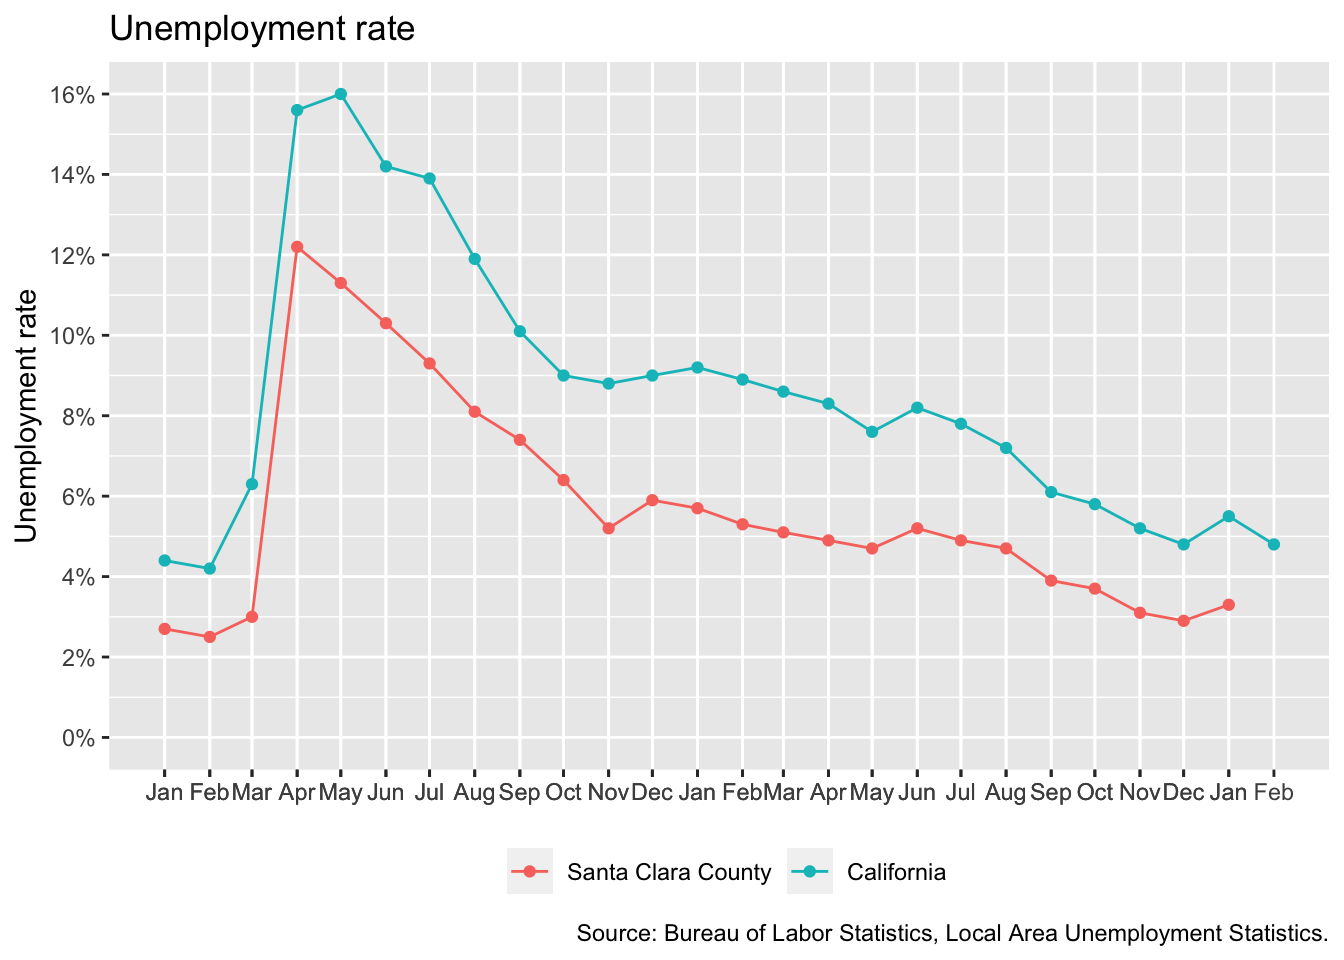 Unemployment rate
Unemployment rate
16%
14%
12%
10%
8%
6%
4%
2%
0%
Jan Feb Mar Apr May Jun Jul Aug Sep Oct Nov Dec Jan Feb Mar Apr May Jun Jul Aug Sep Oct Nov Dec Jan Feb
Santa Clara County California
Source: Bureau of Labor Statistics, Local Area Unemployment Statistics.